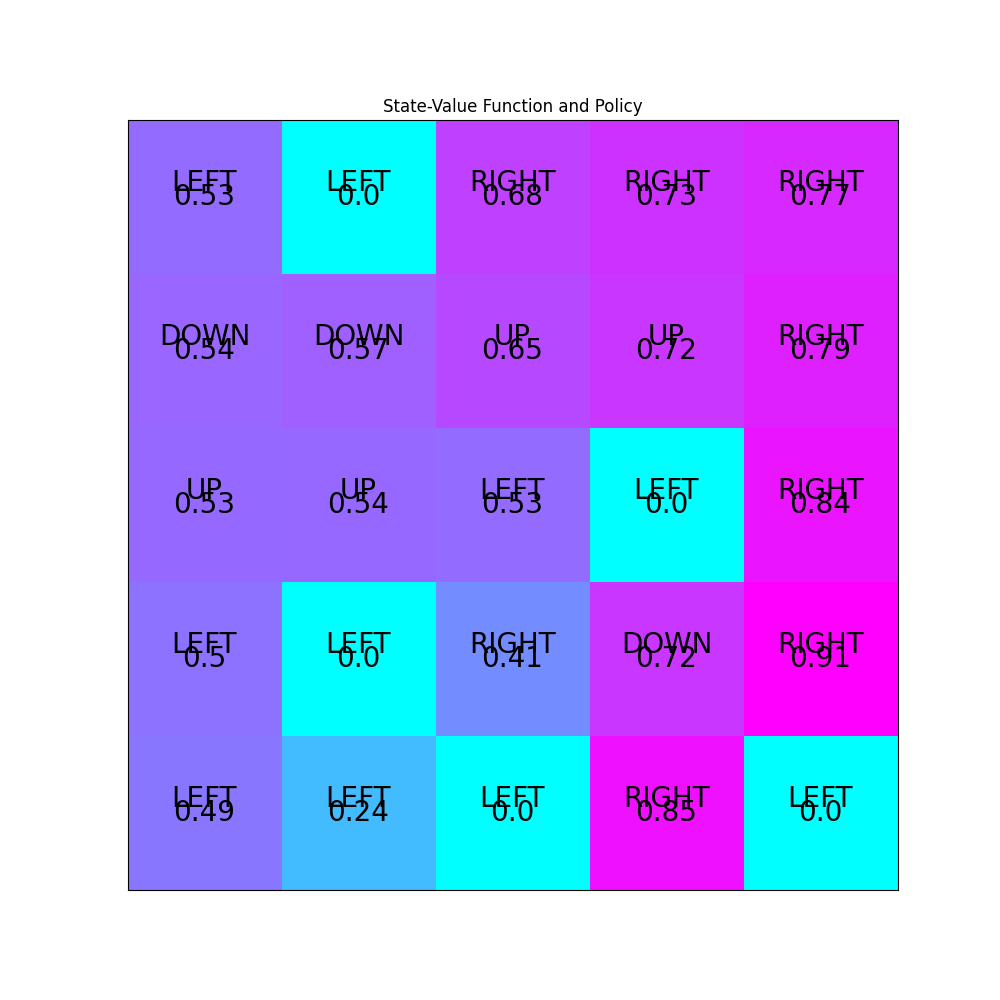 State-Value Function and Policy
LEFT LEFT RIGHT RIGHT RIGHT
0.53 0.0 0.68 0.73 0.77
DOWN DOWN UP UP RIGHT
0.54 0.57 0.65 0.72 0.79
UP UP LEFT LEFT RIGHT
0.53 0.54 0.53 0.0 0.84
LEFT LEFT RIGHT DOWN RIGHT
0.5 0.0 0.41 0.72 0.91
LEFT LEFT LEFT RIGHT LEFT
0.49 0.24 0.0 0.85 0.0